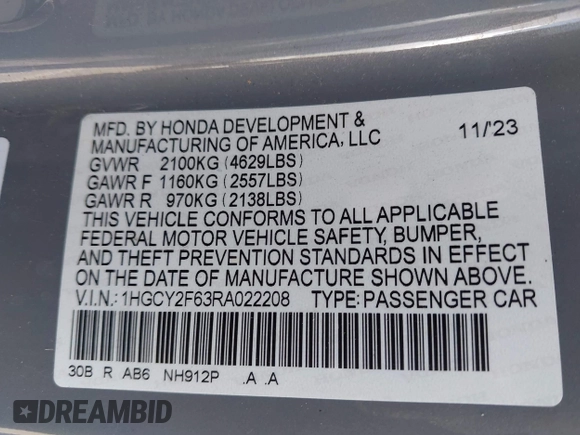 MFD. BY HONDA DEVELOPMENT &
MANUFACTURING OF AMERICA, LLC 11/23
GVWR 2100KG (4629LBS)
GAWR F 1160KG (2557LBS)
GAWR R 970KG (2138LBS)
THIS VEHICLE CONFORMS TO ALL APPLICABLE
FEDERAL MOTOR VEHICLE SAFETY, BUMPER,
AND THEFT PREVENTION STANDARDS IN EFFECT
ON THE DATE OF MANUFACTURE SHOWN ABOVE.
V.I.N.: 1HGCY2F63RA022208 TYPE: PASSENGER CAR
30B R AB6 NH912P .A .A
DREAMBID